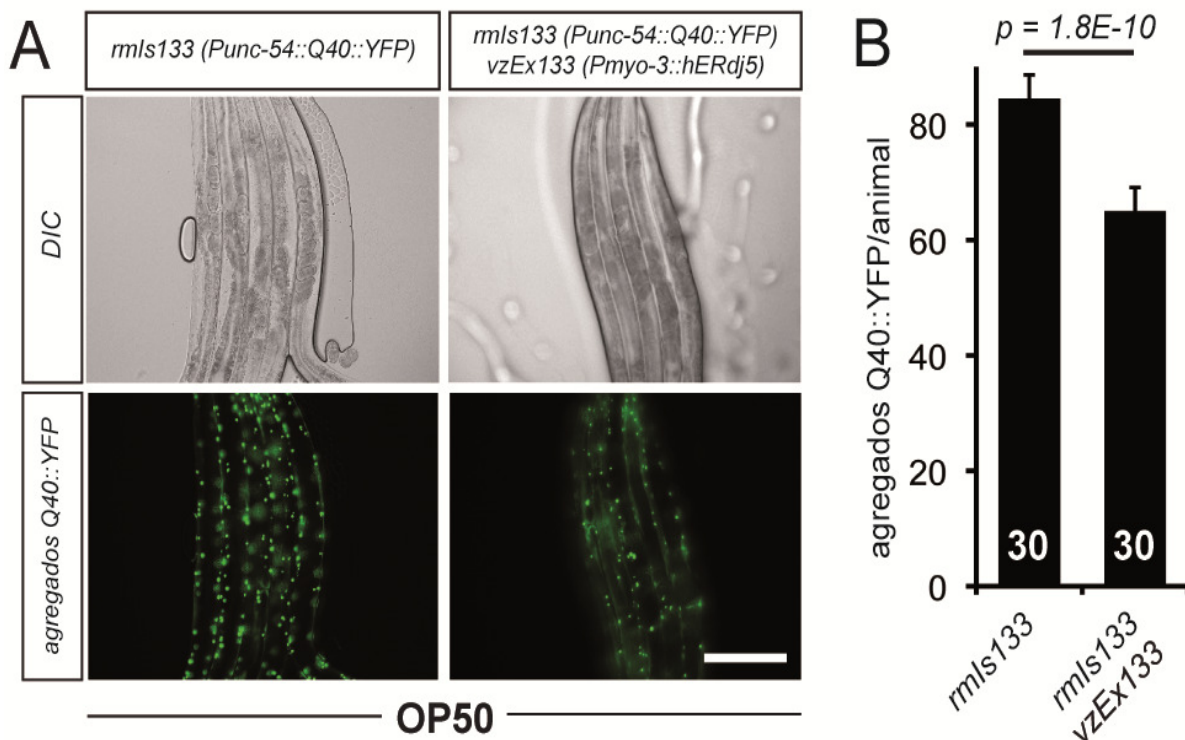 A
rmIs133 (Punc-54::Q40::YFP)
rmIs133 (Punc-54::Q40::YFP)
vzEx133 (Pmyo-3::hERdj5)
DIC
agregados Q40::YFP
OP50
B
p = 1.8E-10
agregados Q40::YFP/animal
80
60
40
20
0
30
30
rmIs133
rmIs133
vzEx133